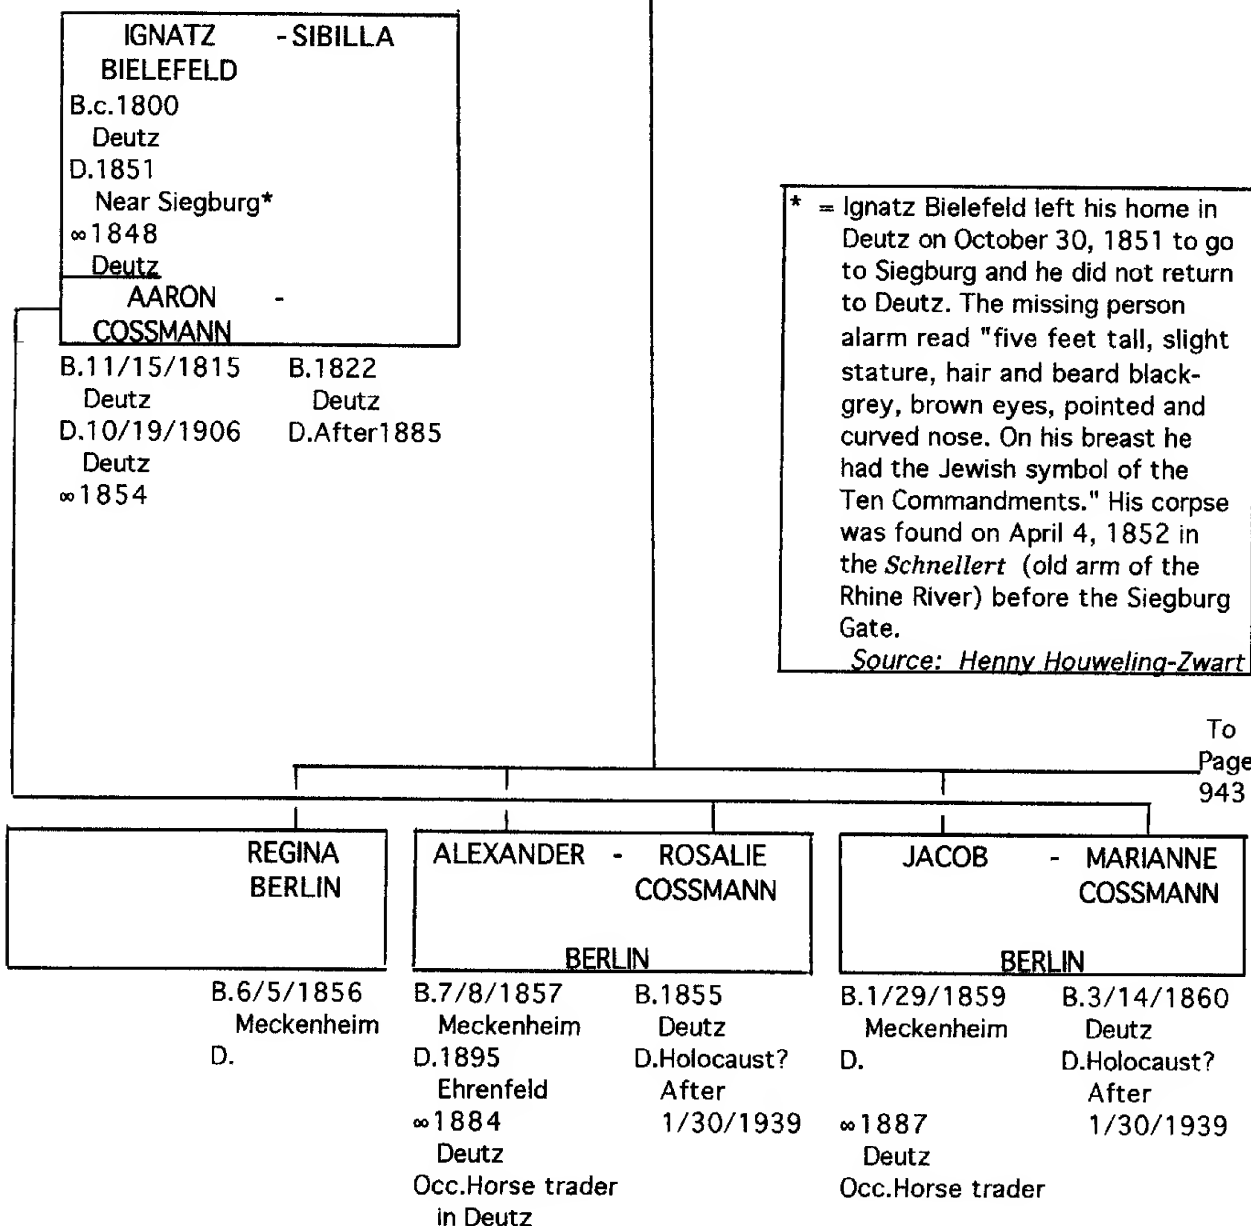 IGNATZ - SIBILLA
BIELEFELD
B.c.1800
Deutz
D.1851
Near Siegburg*
∞1848
Deutz
AARON -
COSSMANN
B.11/15/1815 B.1822
Deutz Deutz
D.10/19/1906 D.After1885
Deutz
∞1854
* = Ignatz Bielefeld left his home in
Deutz on October 30, 1851 to go
to Siegburg and he did not return
to Deutz. The missing person
alarm read "five feet tall, slight
stature, hair and beard black-
grey, brown eyes, pointed and
curved nose. On his breast he
had the Jewish symbol of the
Ten Commandments." His corpse
was found on April 4, 1852 in
the Schnellert (old arm of the
Rhine River) before the Siegburg
Gate.
Source: Henny Houweling-Zwart
To
Page
943
REGINA
BERLIN
B.6/5/1856
Meckenheim
D.
ALEXANDER - ROSALIE
COSSMANN
BERLIN
B.7/8/1857 B.1855
Meckenheim Deutz
D.1895 D.Holocaust?
Ehrenfeld After
∞1884 1/30/1939
Deutz
Occ.Horse trader
in Deutz
JACOB - MARIANNE
COSSMANN
BERLIN
B.1/29/1859 B.3/14/1860
Meckenheim Deutz
D. D.Holocaust?
After
∞1887 1/30/1939
Deutz
Occ.Horse trader